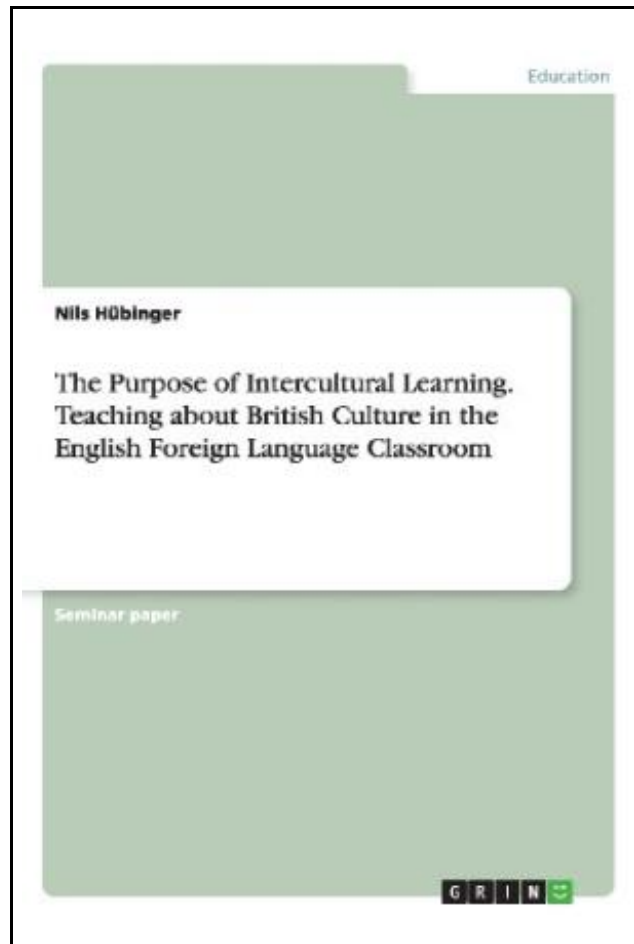 Education
Nils Hübinger
The Purpose of Intercultural Learning.
Teaching about British Culture in the
English Foreign Language Classroom
Seminar paper
GRIN